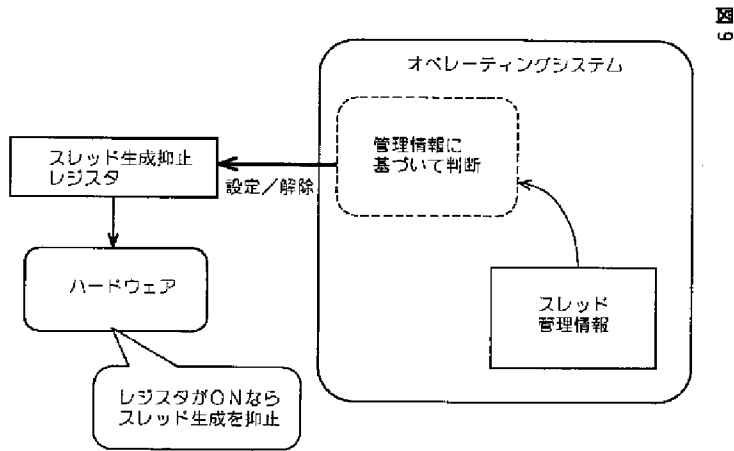 図9
オペレーティングシステム
管理情報に
基づいて判断
スレッド生成抑止
レジスタ
設定／解除
ハードウェア
スレッド
管理情報
レジスタがＯＮなら
スレッド生成を抑止